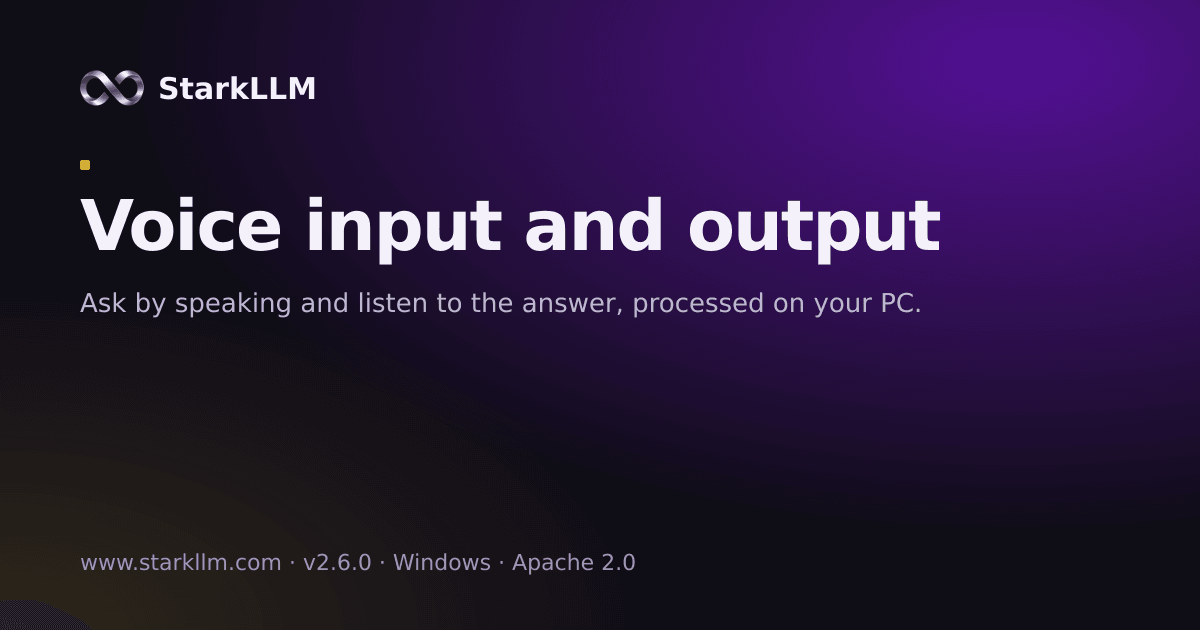 StarkLLM
Voice input and output
Ask by speaking and listen to the answer, processed on your PC.
www.starkllm.com · v2.6.0 · Windows · Apache 2.0